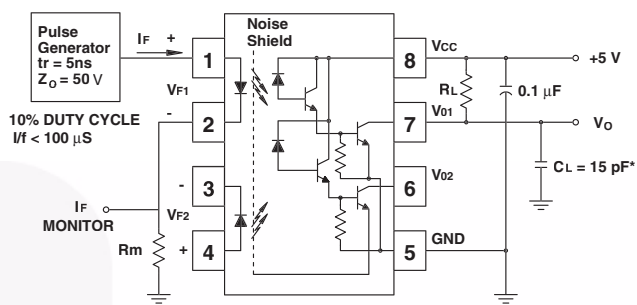 Pulse
Generator
tr = 5ns
ZO = 50 V
IF +
10% DUTY CYCLE
I/f < 100 μS
IF
MONITOR
Rm
1
VF1
-
2
-
3
VF2
+
4
Noise
Shield
8
VCC
7
V01
6
V02
5
GND
RL
+5 V
0.1 μF
VO
CL = 15 pF*